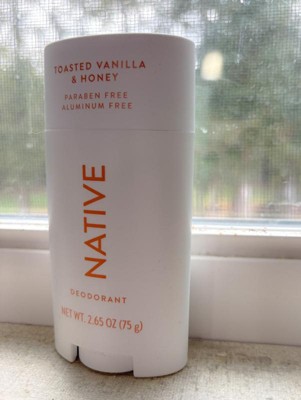 TOASTED VANILLA
& HONEY
PARABEN FREE
ALUMINUM FREE
NATIVE
DEODORANT
NET WT. 2.65 OZ (75 g)